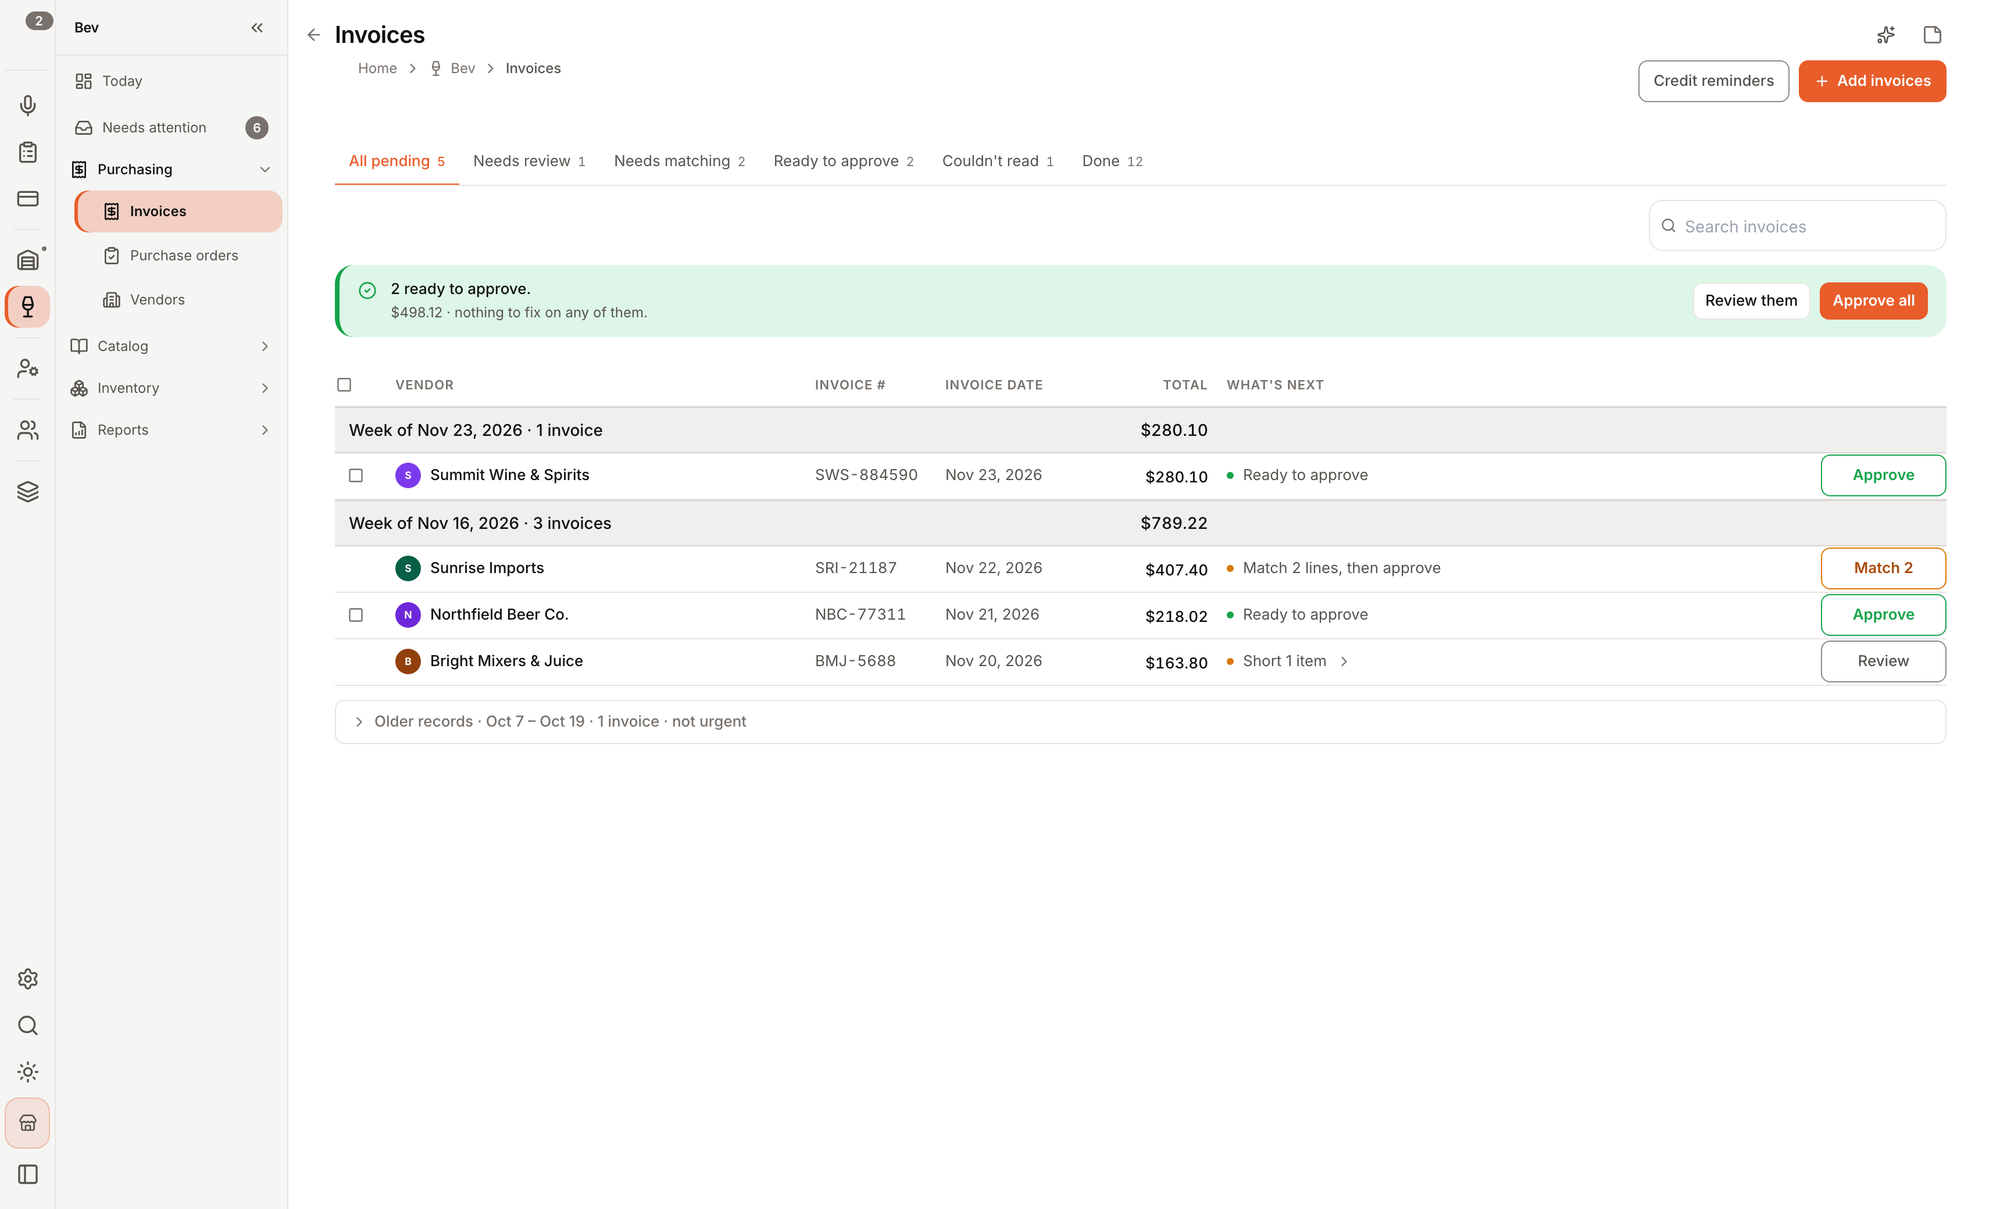 2
Bev
Today
Needs attention 6
Purchasing
Invoices
Purchase orders
Vendors
Catalog
Inventory
Reports
Invoices
Home > Bev > Invoices
Credit reminders
+ Add invoices
All pending 5 Needs review 1 Needs matching 2 Ready to approve 2 Couldn't read 1 Done 12
Search invoices
2 ready to approve.
$498.12 · nothing to fix on any of them.
Review them
Approve all
VENDOR INVOICE # INVOICE DATE TOTAL WHAT'S NEXT
Week of Nov 23, 2026 · 1 invoice $280.10
S Summit Wine & Spirits SWS-884590 Nov 23, 2026 $280.10 Ready to approve Approve
Week of Nov 16, 2026 · 3 invoices $789.22
S Sunrise Imports SRI-21187 Nov 22, 2026 $407.40 Match 2 lines, then approve Match 2
N Northfield Beer Co. NBC-77311 Nov 21, 2026 $218.02 Ready to approve Approve
B Bright Mixers & Juice BMJ-5688 Nov 20, 2026 $163.80 Short 1 item Review
Older records · Oct 7 – Oct 19 · 1 invoice · not urgent